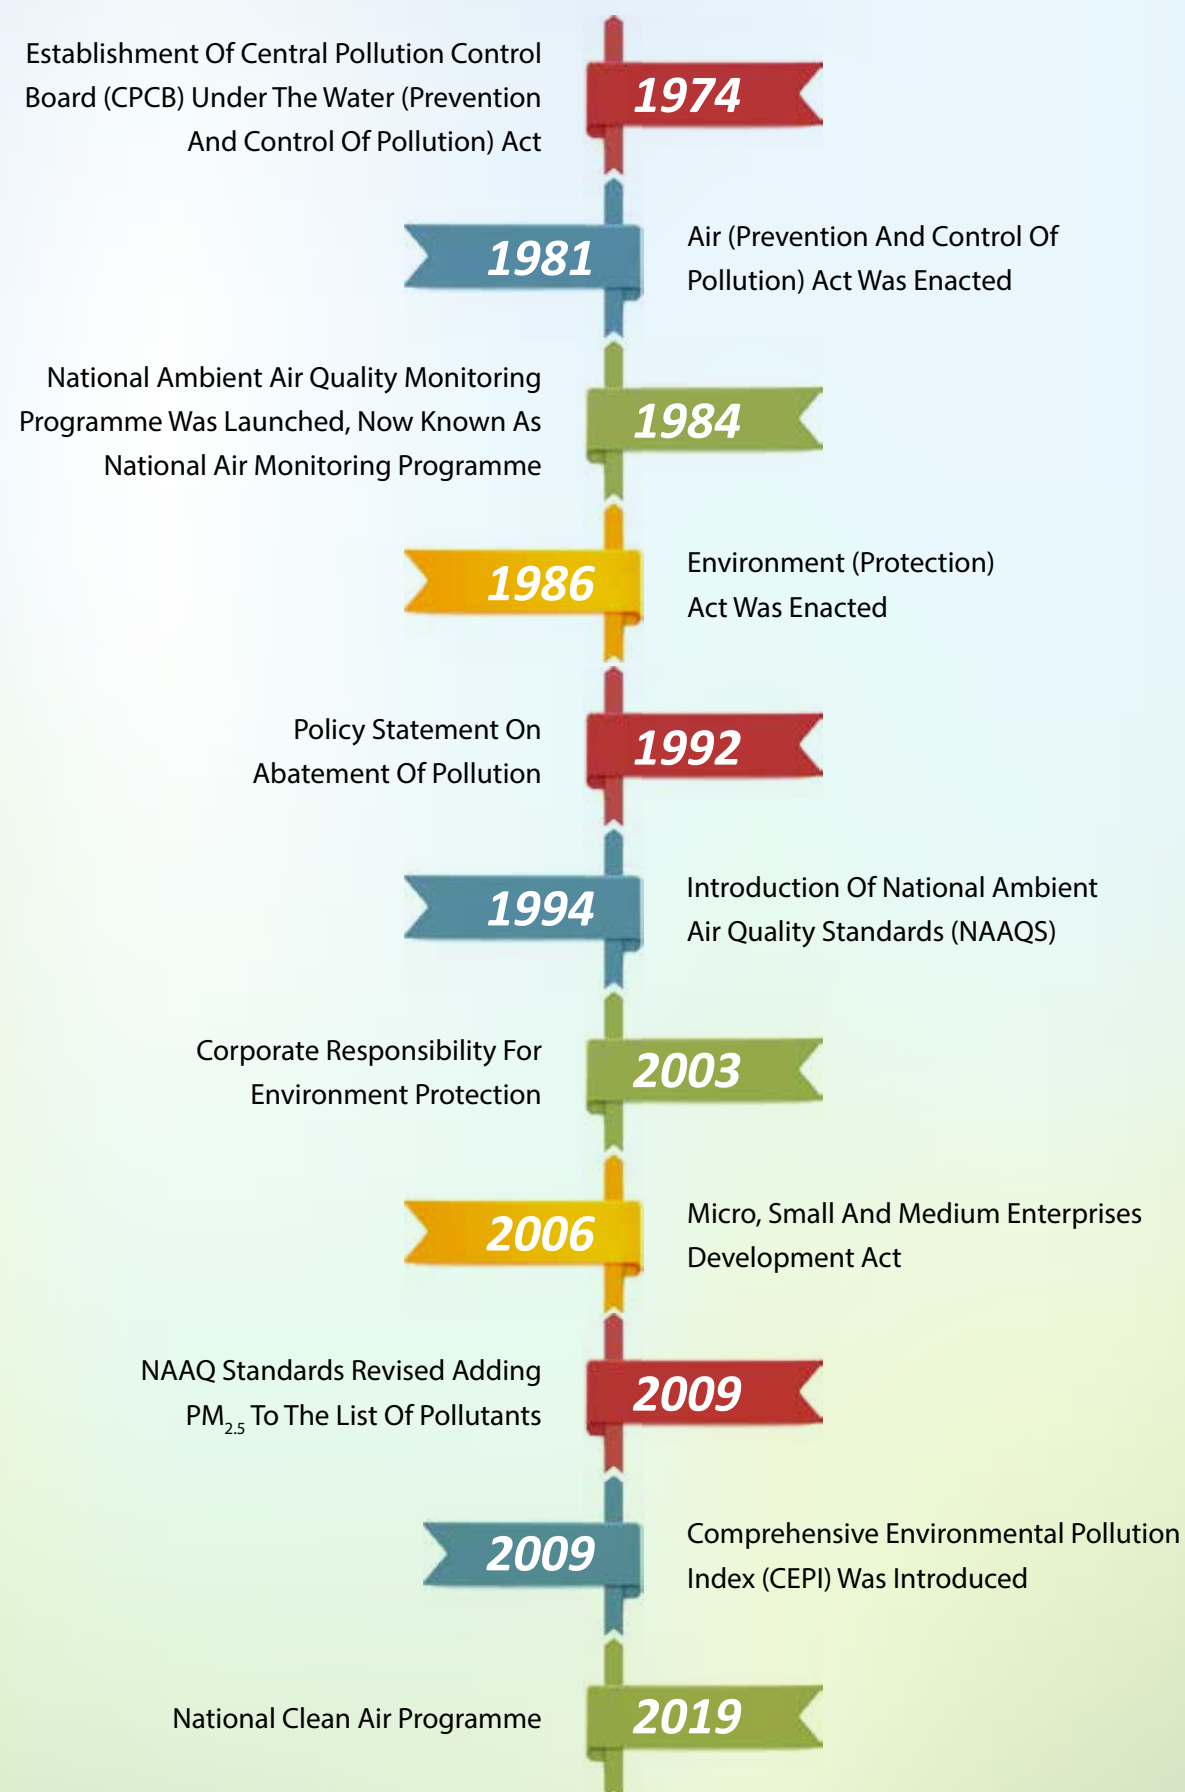 Establishment Of Central Pollution Control
Board (CPCB) Under The Water (Prevention
And Control Of Pollution) Act
1974
1981
Air (Prevention And Control Of
Pollution) Act Was Enacted
National Ambient Air Quality Monitoring
Programme Was Launched, Now Known As
National Air Monitoring Programme
1984
1986
Environment (Protection)
Act Was Enacted
Policy Statement On
Abatement Of Pollution
1992
1994
Introduction Of National Ambient
Air Quality Standards (NAAQS)
Corporate Responsibility For
Environment Protection
2003
2006
Micro, Small And Medium Enterprises
Development Act
NAAQ Standards Revised Adding
PM2.5 To The List Of Pollutants
2009
2009
Comprehensive Environmental Pollution
Index (CEPI) Was Introduced
National Clean Air Programme
2019